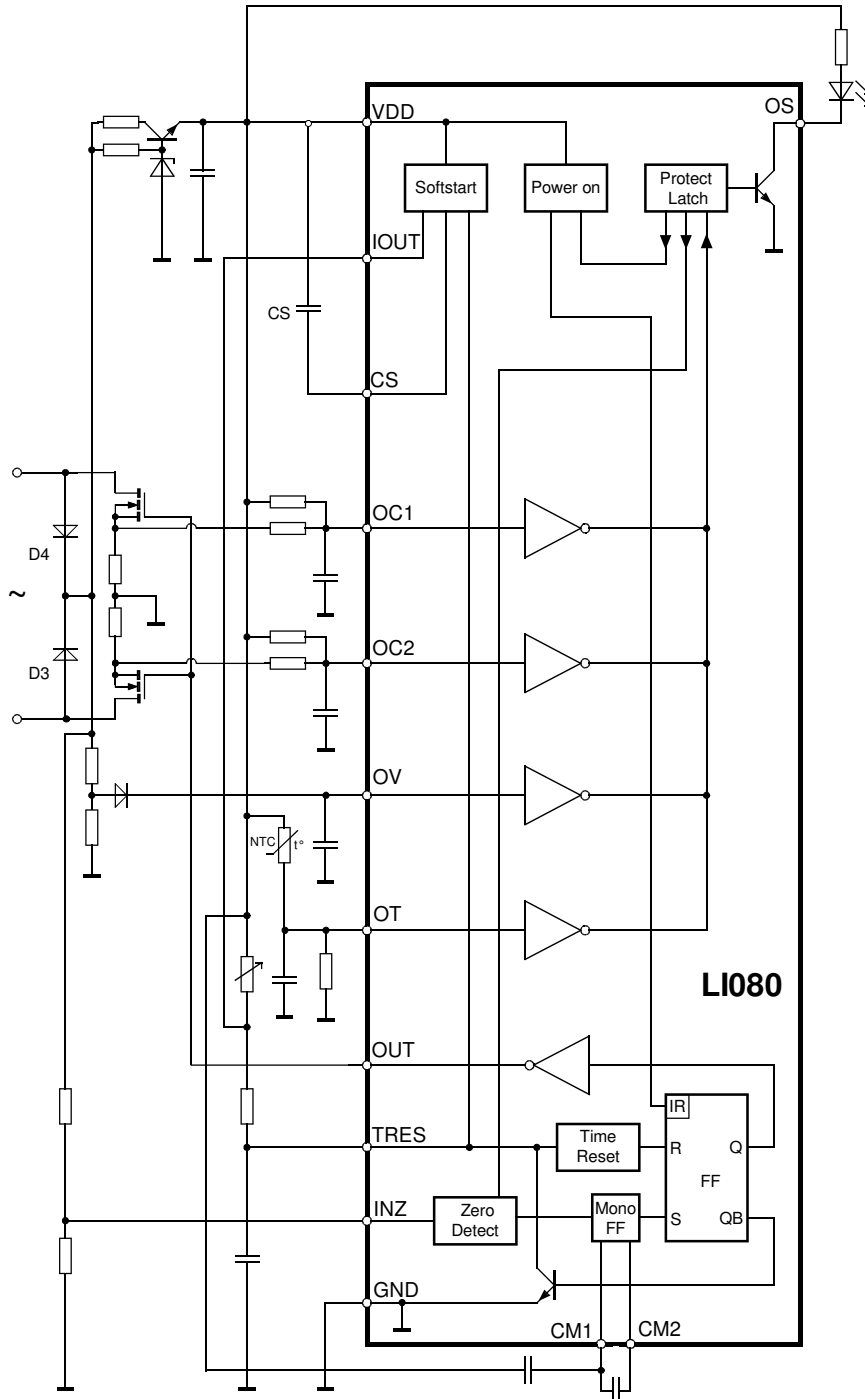 VDD
OS
Softstart
Power on
Protect
Latch
IOUT
CS
CS
OC1
D4
~
OC2
D3
OV
NTC
t°
OT
LI080
OUT
IR
TRES
Time
Reset
R
Q
FF
INZ
Zero
Detect
Mono
FF
S
QB
GND
CM1
CM2